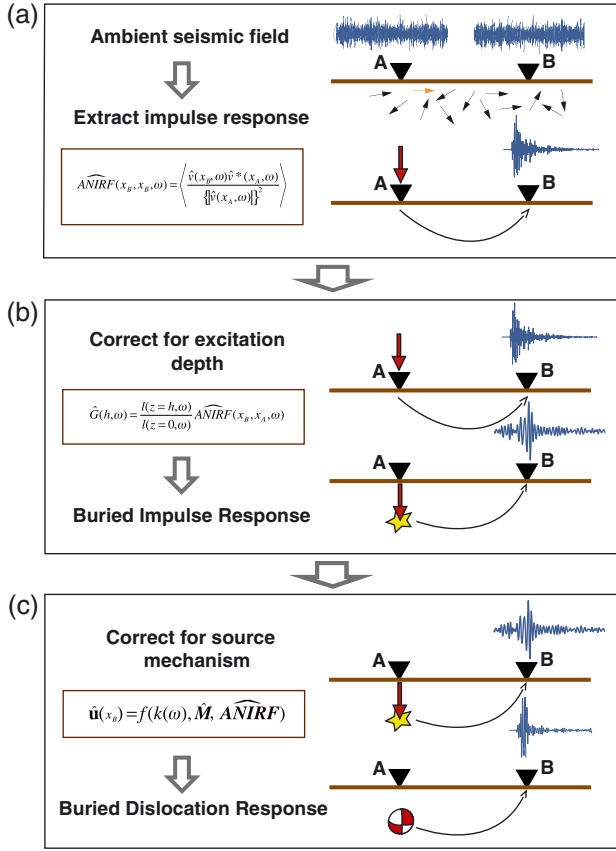 (a)
Ambient seismic field
A
B
Extract impulse response
ANIRF(x_B, x_B, ω) = ⟨ v̂(x_B, ω) v̂*(x_A, ω) / {|v̂(x_A, ω)|}² ⟩
A
B
(b)
Correct for excitation
depth
A
B
Ĝ(h, ω) = l(z = h, ω) / l(z = 0, ω) ANIRF(x_B, x_A, ω)
A
B
Buried Impulse Response
(c)
Correct for source
mechanism
A
B
û(x_B) = f(k(ω), M̂, ANIRF)
A
B
Buried Dislocation Response